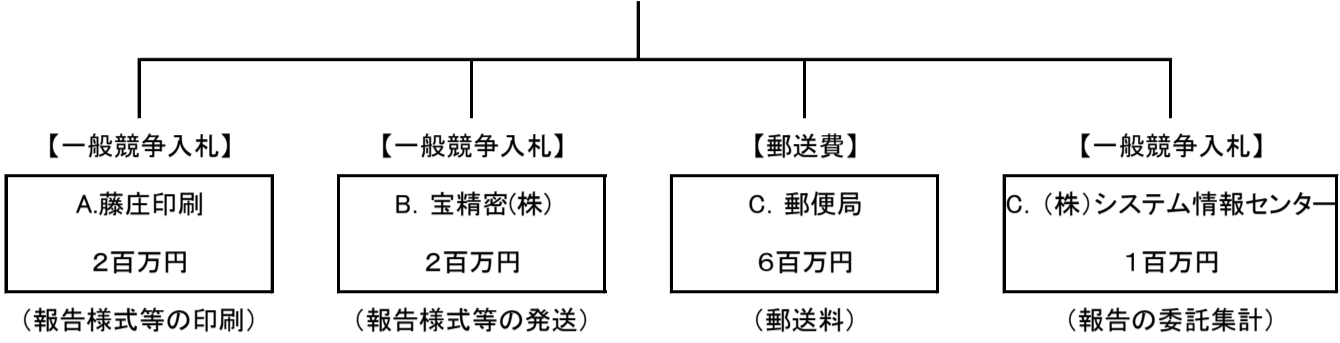 【一般競争入札】
【一般競争入札】
【郵送費】
【一般競争入札】
A.藤庄印刷
2百万円
B. 宝精密(株)
2百万円
C. 郵便局
6百万円
C. (株)システム情報センター
1百万円
(報告様式等の印刷)
(報告様式等の発送)
(郵送料)
(報告の委託集計)